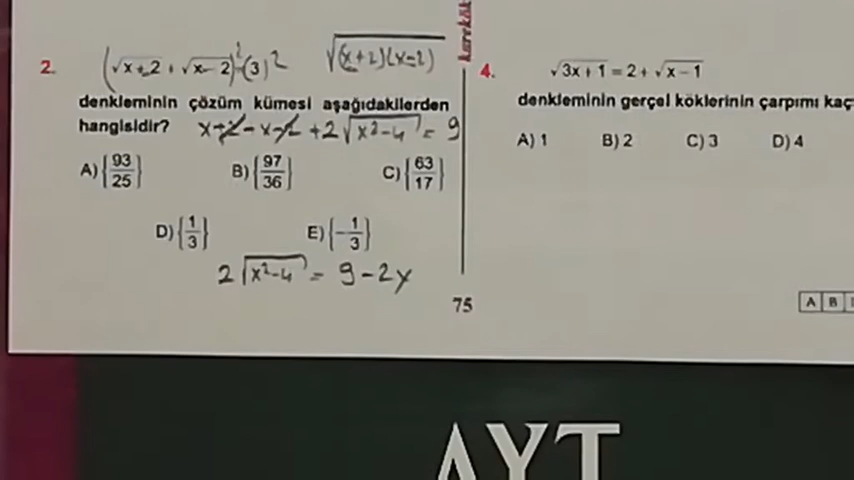 2.
(√x+2 + √x-2)² = (3)²
√(x+2)(x-2)
denkleminin çözüm kümesi aşağıdakilerden
hangisidir?
x+2 - x-2 + 2√x²-4 = 9
A) {93/25}
B) {97/36}
C) {63/17}
D) {1/3}
E) {-1/3}
2√x²-4 = 9-2x
75
4.
√3x+1 = 2+√x-1
denkleminin gerçel köklerinin çarpımı kaç
A) 1
B) 2
C) 3
D) 4
A B
AYT